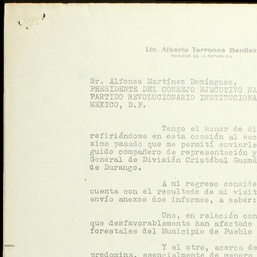 Lic. Alberto Terrones Benítez
SENADOR DE LA REPUBLICA
Sr. Alfonso Martínez Domínguez,
PRESIDENTE DEL CONSEJO EJECUTIVO NA
PARTIDO REVOLUCIONARIO INSTITUCIONA
MEXICO, D.F.
Tengo el honor de di
refiriéndome en esta ocasión al esc
ximo pasado que me permití enviarle
guido compañero de representación y
General de División Cristóbal Guzmá
de Durango.
A mi regreso conside
cuenta con el resultado de mi visit
envío anexos dos informes, a saber:
Uno, en relación con
que desfavorablemente han afectado
forestales del Municipio de Pueblo
Y al otro, acerca de
predomina, esencialmente de manera